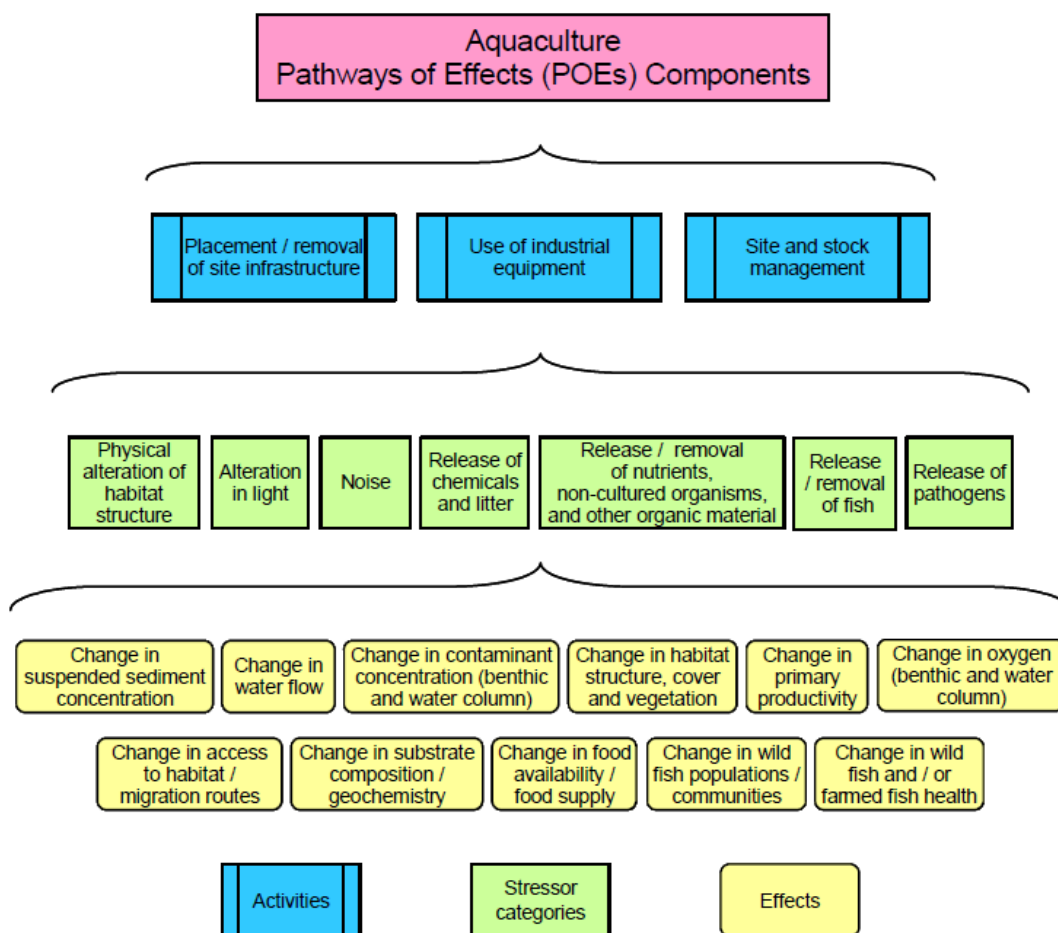 Aquaculture
Pathways of Effects (POEs) Components
Placement / removal
of site infrastructure
Use of industrial
equipment
Site and stock
management
Physical
alteration of
habitat
structure
Alteration
in light
Noise
Release of
chemicals
and litter
Release / removal
of nutrients,
non-cultured organisms,
and other organic material
Release
/ removal
of fish
Release of
pathogens
Change in
suspended sediment
concentration
Change in
water flow
Change in contaminant
concentration (benthic
and water column)
Change in habitat
structure, cover
and vegetation
Change in
primary
productivity
Change in oxygen
(benthic and water
column)
Change in access
to habitat /
migration routes
Change in substrate
composition /
geochemistry
Change in food
availability /
food supply
Change in wild
fish populations /
communities
Change in wild
fish and / or
farmed fish health
Activities
Stressor
categories
Effects